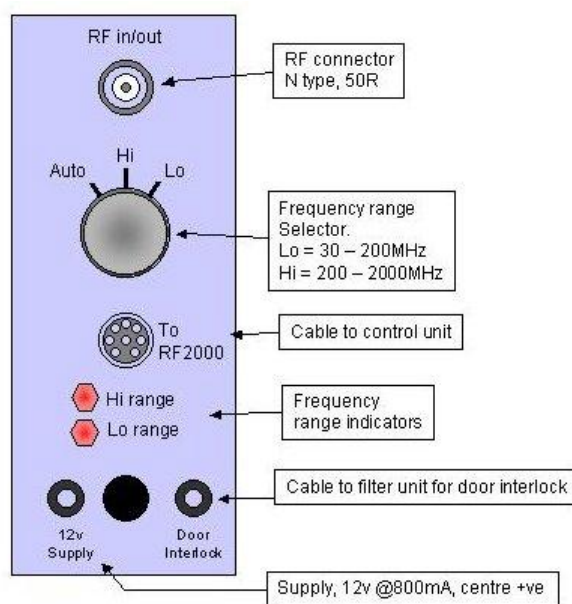 RF in/out
RF connector
N type, 50R
Auto
Hi
Lo
Frequency range
Selector.
Lo = 30 – 200MHz
Hi = 200 – 2000MHz
To
RF2000
Cable to control unit
Hi range
Lo range
Frequency
range indicators
Cable to filter unit for door interlock
12v
Supply
Door
Interlock
Supply, 12v @800mA, centre +ve